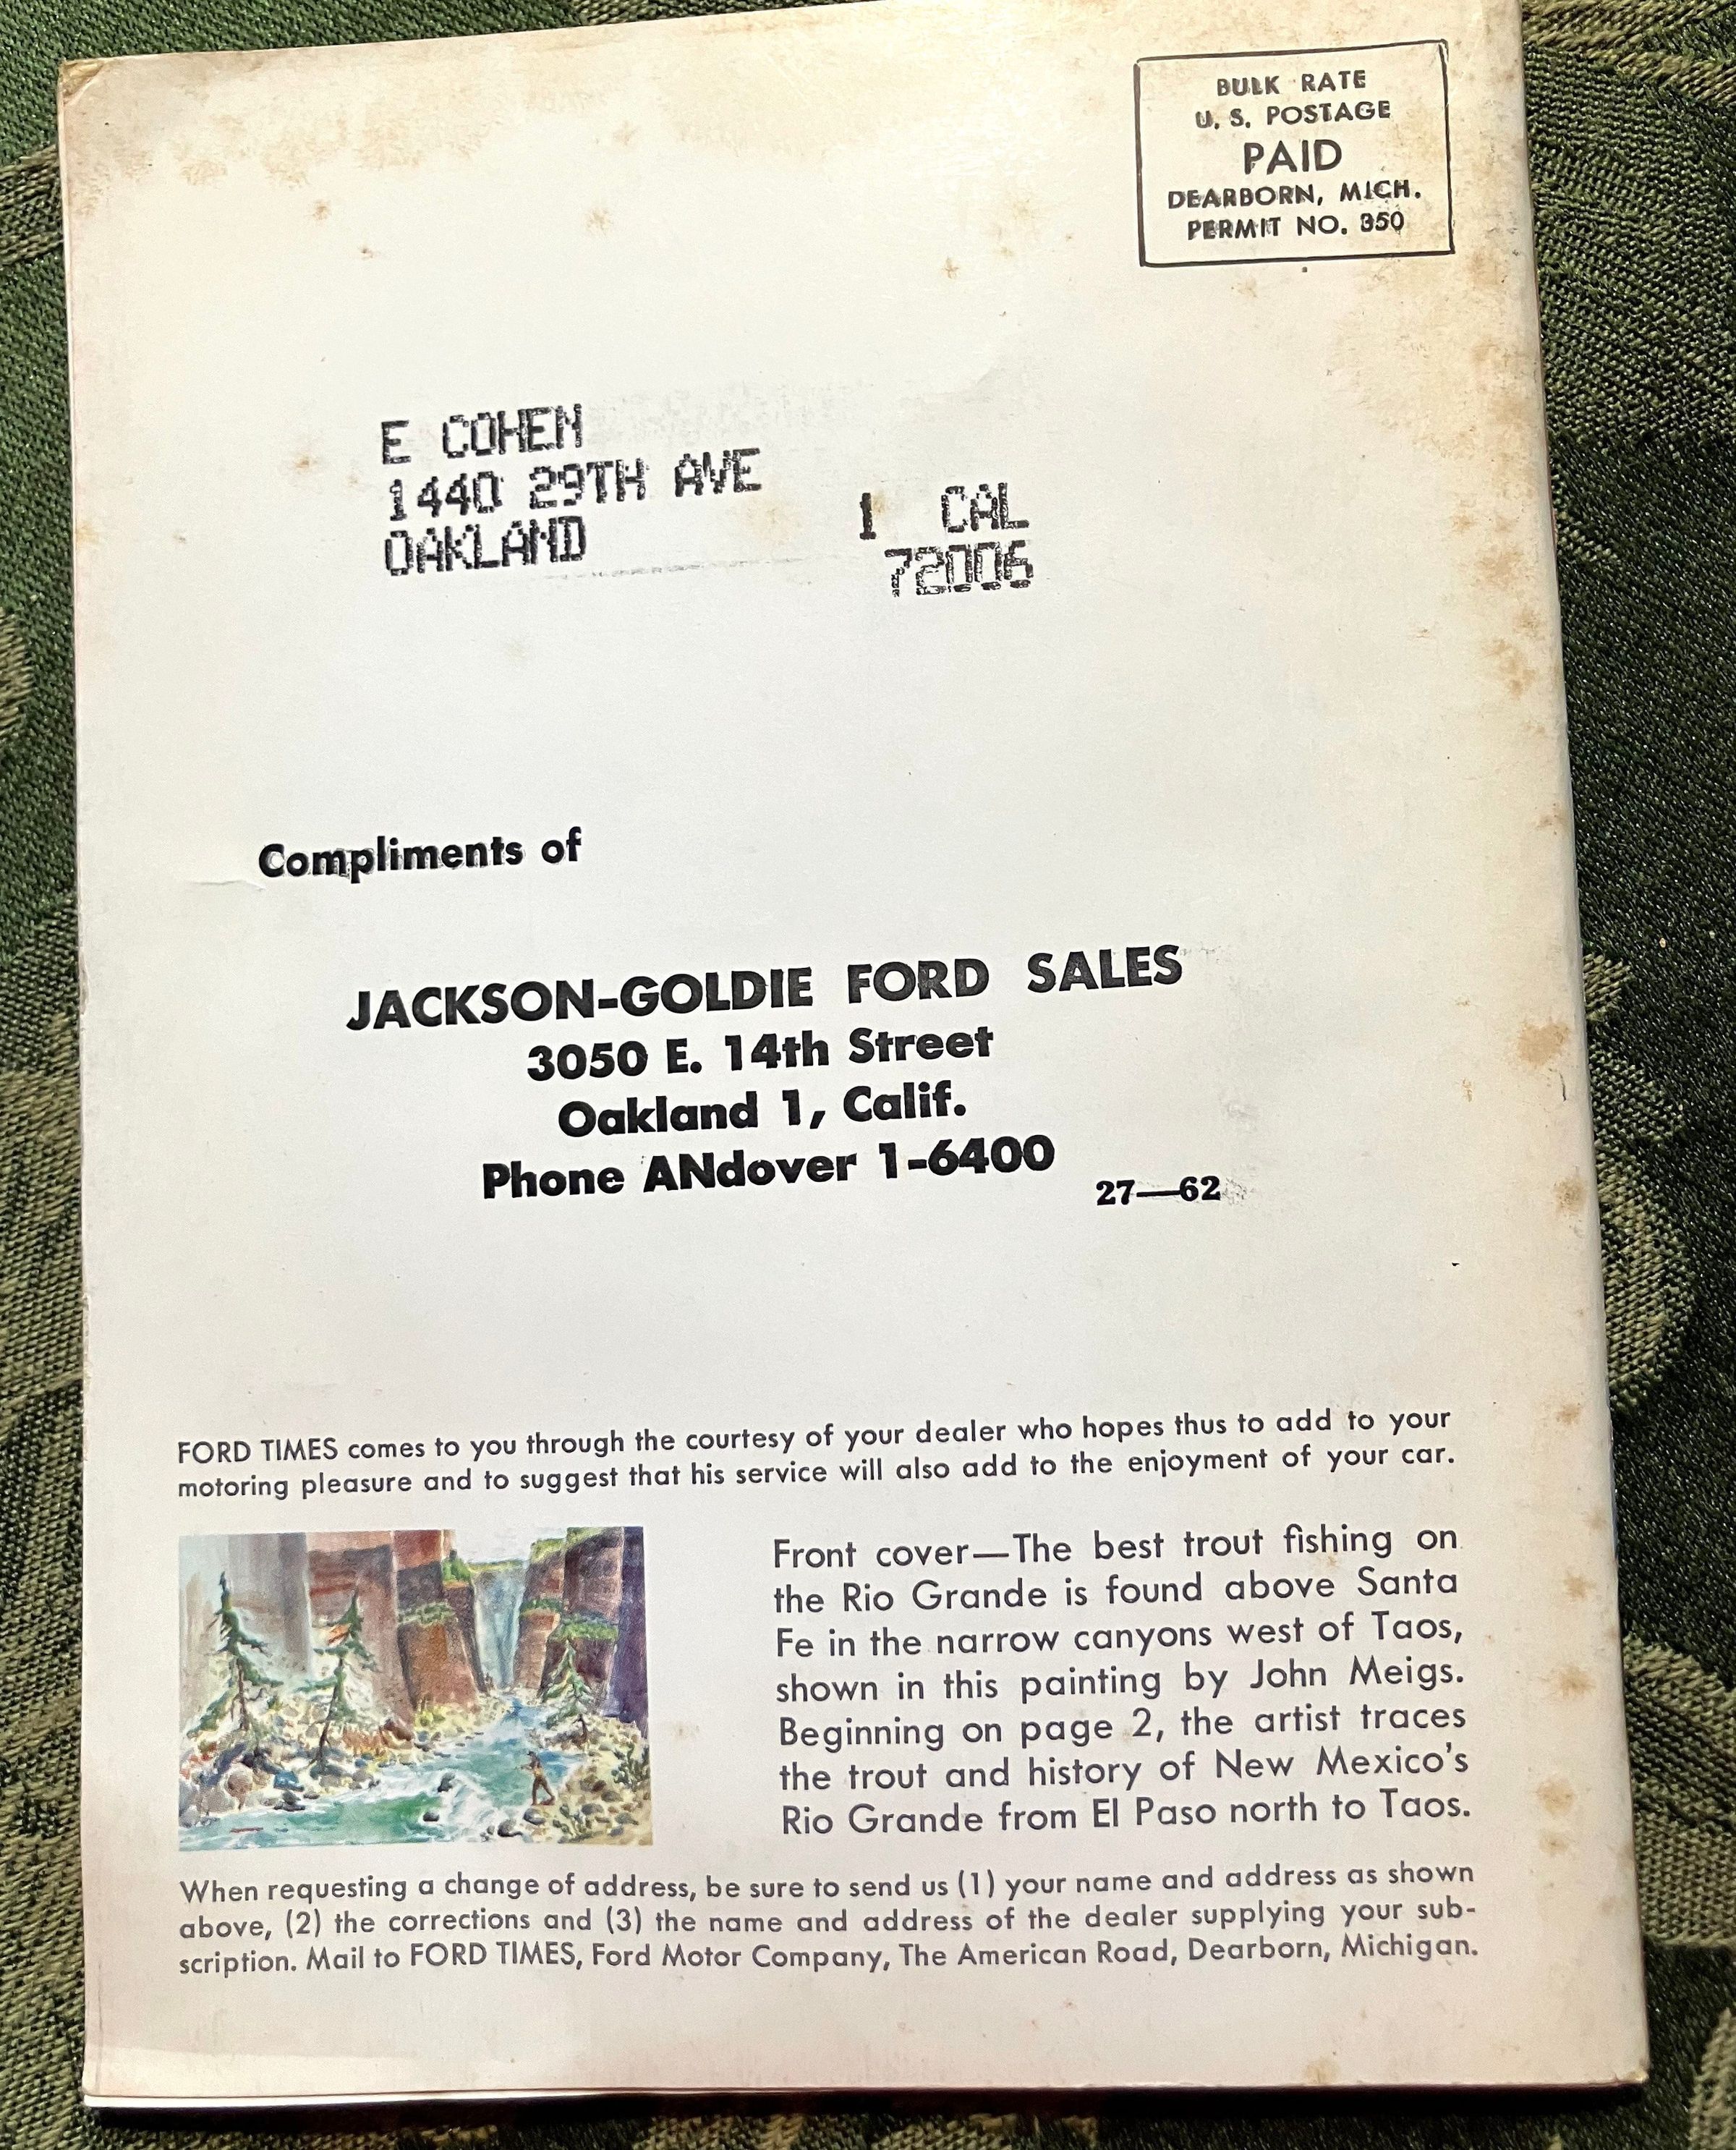 BULK RATE
U. S. POSTAGE
PAID
DEARBORN, MICH.
PERMIT NO. 350
E COHEN
1440 29TH AVE
OAKLAND 1 CAL
72006
Compliments of
JACKSON-GOLDIE FORD SALES
3050 E. 14th Street
Oakland 1, Calif.
Phone ANdover 1-6400
27—62
FORD TIMES comes to you through the courtesy of your dealer who hopes thus to add to your
motoring pleasure and to suggest that his service will also add to the enjoyment of your car.
Front cover—The best trout fishing on
the Rio Grande is found above Santa
Fe in the narrow canyons west of Taos,
shown in this painting by John Meigs.
Beginning on page 2, the artist traces
the trout and history of New Mexico's
Rio Grande from El Paso north to Taos.
When requesting a change of address, be sure to send us (1) your name and address as shown
above, (2) the corrections and (3) the name and address of the dealer supplying your sub-
scription. Mail to FORD TIMES, Ford Motor Company, The American Road, Dearborn, Michigan.